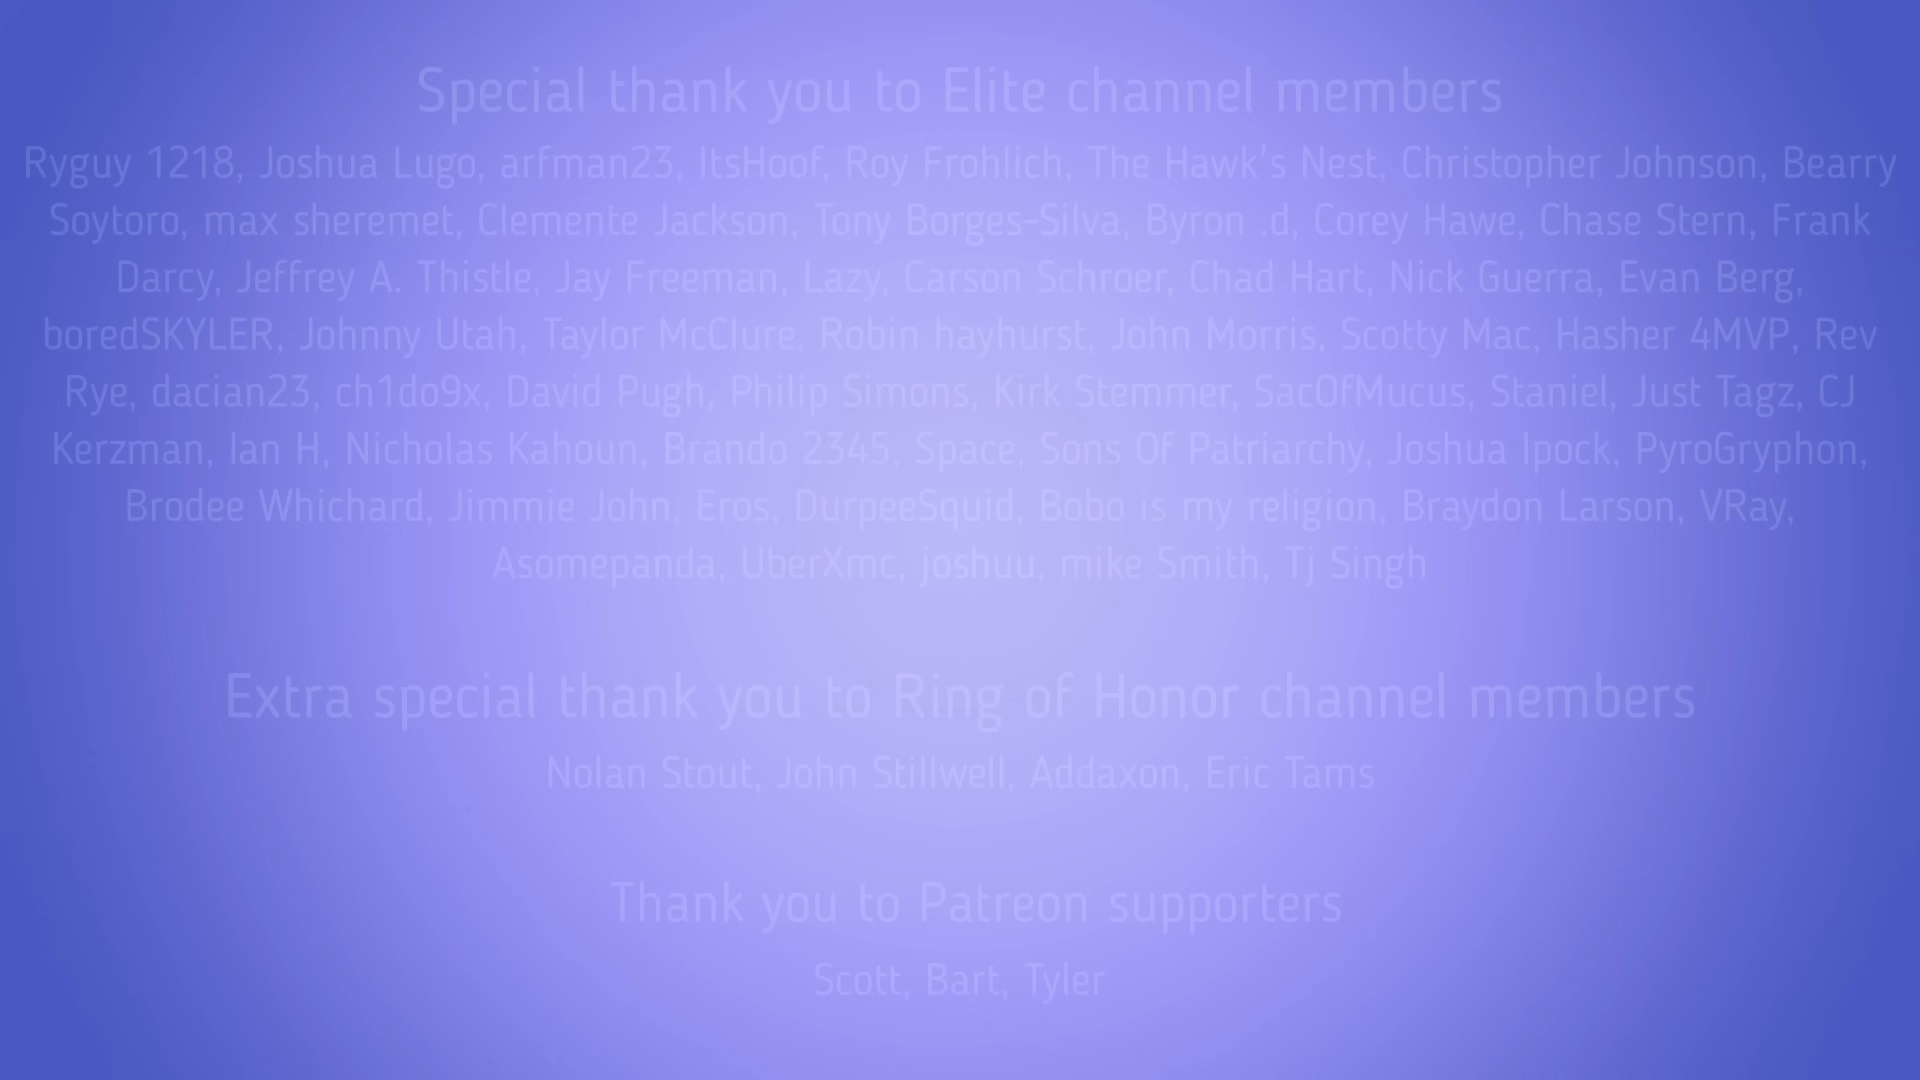 Special thank you to Elite channel members
Ryguy 1218, Joshua Lugo, arfman23, ItsHoof, Roy Frohlich, The Hawk's Nest, Christopher Johnson, Bearry
Soytoro, max sheremet, Clemente Jackson, Tony Borges-Silva, Byron .d, Corey Hawe, Chase Stern, Frank
Darcy, Jeffrey A. Thistle, Jay Freeman, Lazy, Carson Schroer, Chad Hart, Nick Guerra, Evan Berg,
boredSKYLER, Johnny Utah, Taylor McClure, Robin hayhurst, John Morris, Scotty Mac, Hasher 4MVP, Rev
Rye, dacian23, ch1do9x, David Pugh, Philip Simons, Kirk Stemmer, SacOfMucus, Staniel, Just Tagz, CJ
Kerzman, Ian H, Nicholas Kahoun, Brando 2345, Space, Sons Of Patriarchy, Joshua Ipock, PyroGryphon,
Brodee Whichard, Jimmie John, Eros, DurpeeSquid, Bobo is my religion, Braydon Larson, VRay,
Asomepanda, UberXmc, joshuu, mike Smith, Tj Singh
Extra special thank you to Ring of Honor channel members
Nolan Stout, John Stillwell, Addaxon, Eric Tams
Thank you to Patreon supporters
Scott, Bart, Tyler